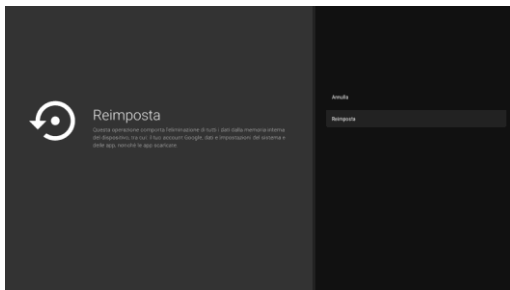 Reimposta
Questa operazione comporta l'eliminazione di tutti i dati dalla memoria interna
del dispositivo, tra cui: il tuo account Google, dati e impostazioni del sistema e
delle app, nonché le app scaricate.
Annulla
Reimposta